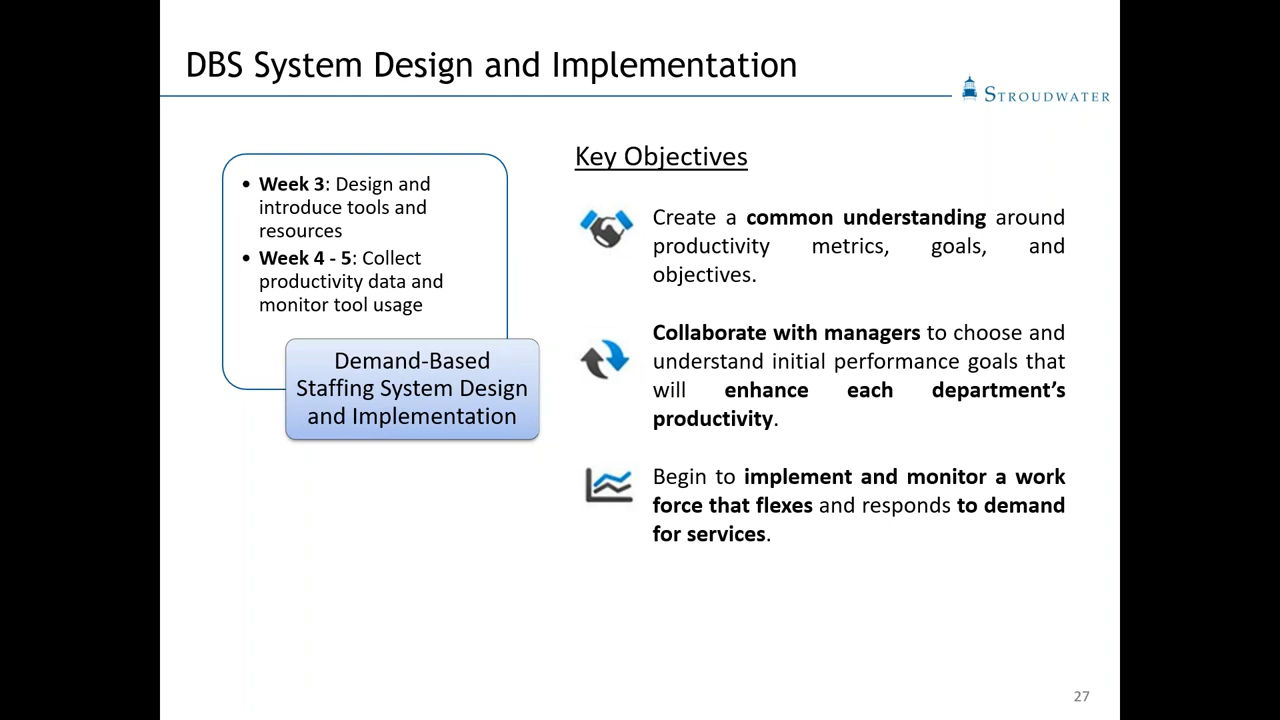 DBS System Design and Implementation
STROUDWATER
• Week 3: Design and
introduce tools and
resources
• Week 4 - 5: Collect
productivity data and
monitor tool usage
Demand-Based
Staffing System Design
and Implementation
Key Objectives
Create a common understanding around
productivity metrics, goals, and
objectives.
Collaborate with managers to choose and
understand initial performance goals that
will enhance each department’s
productivity.
Begin to implement and monitor a work
force that flexes and responds to demand
for services.
27